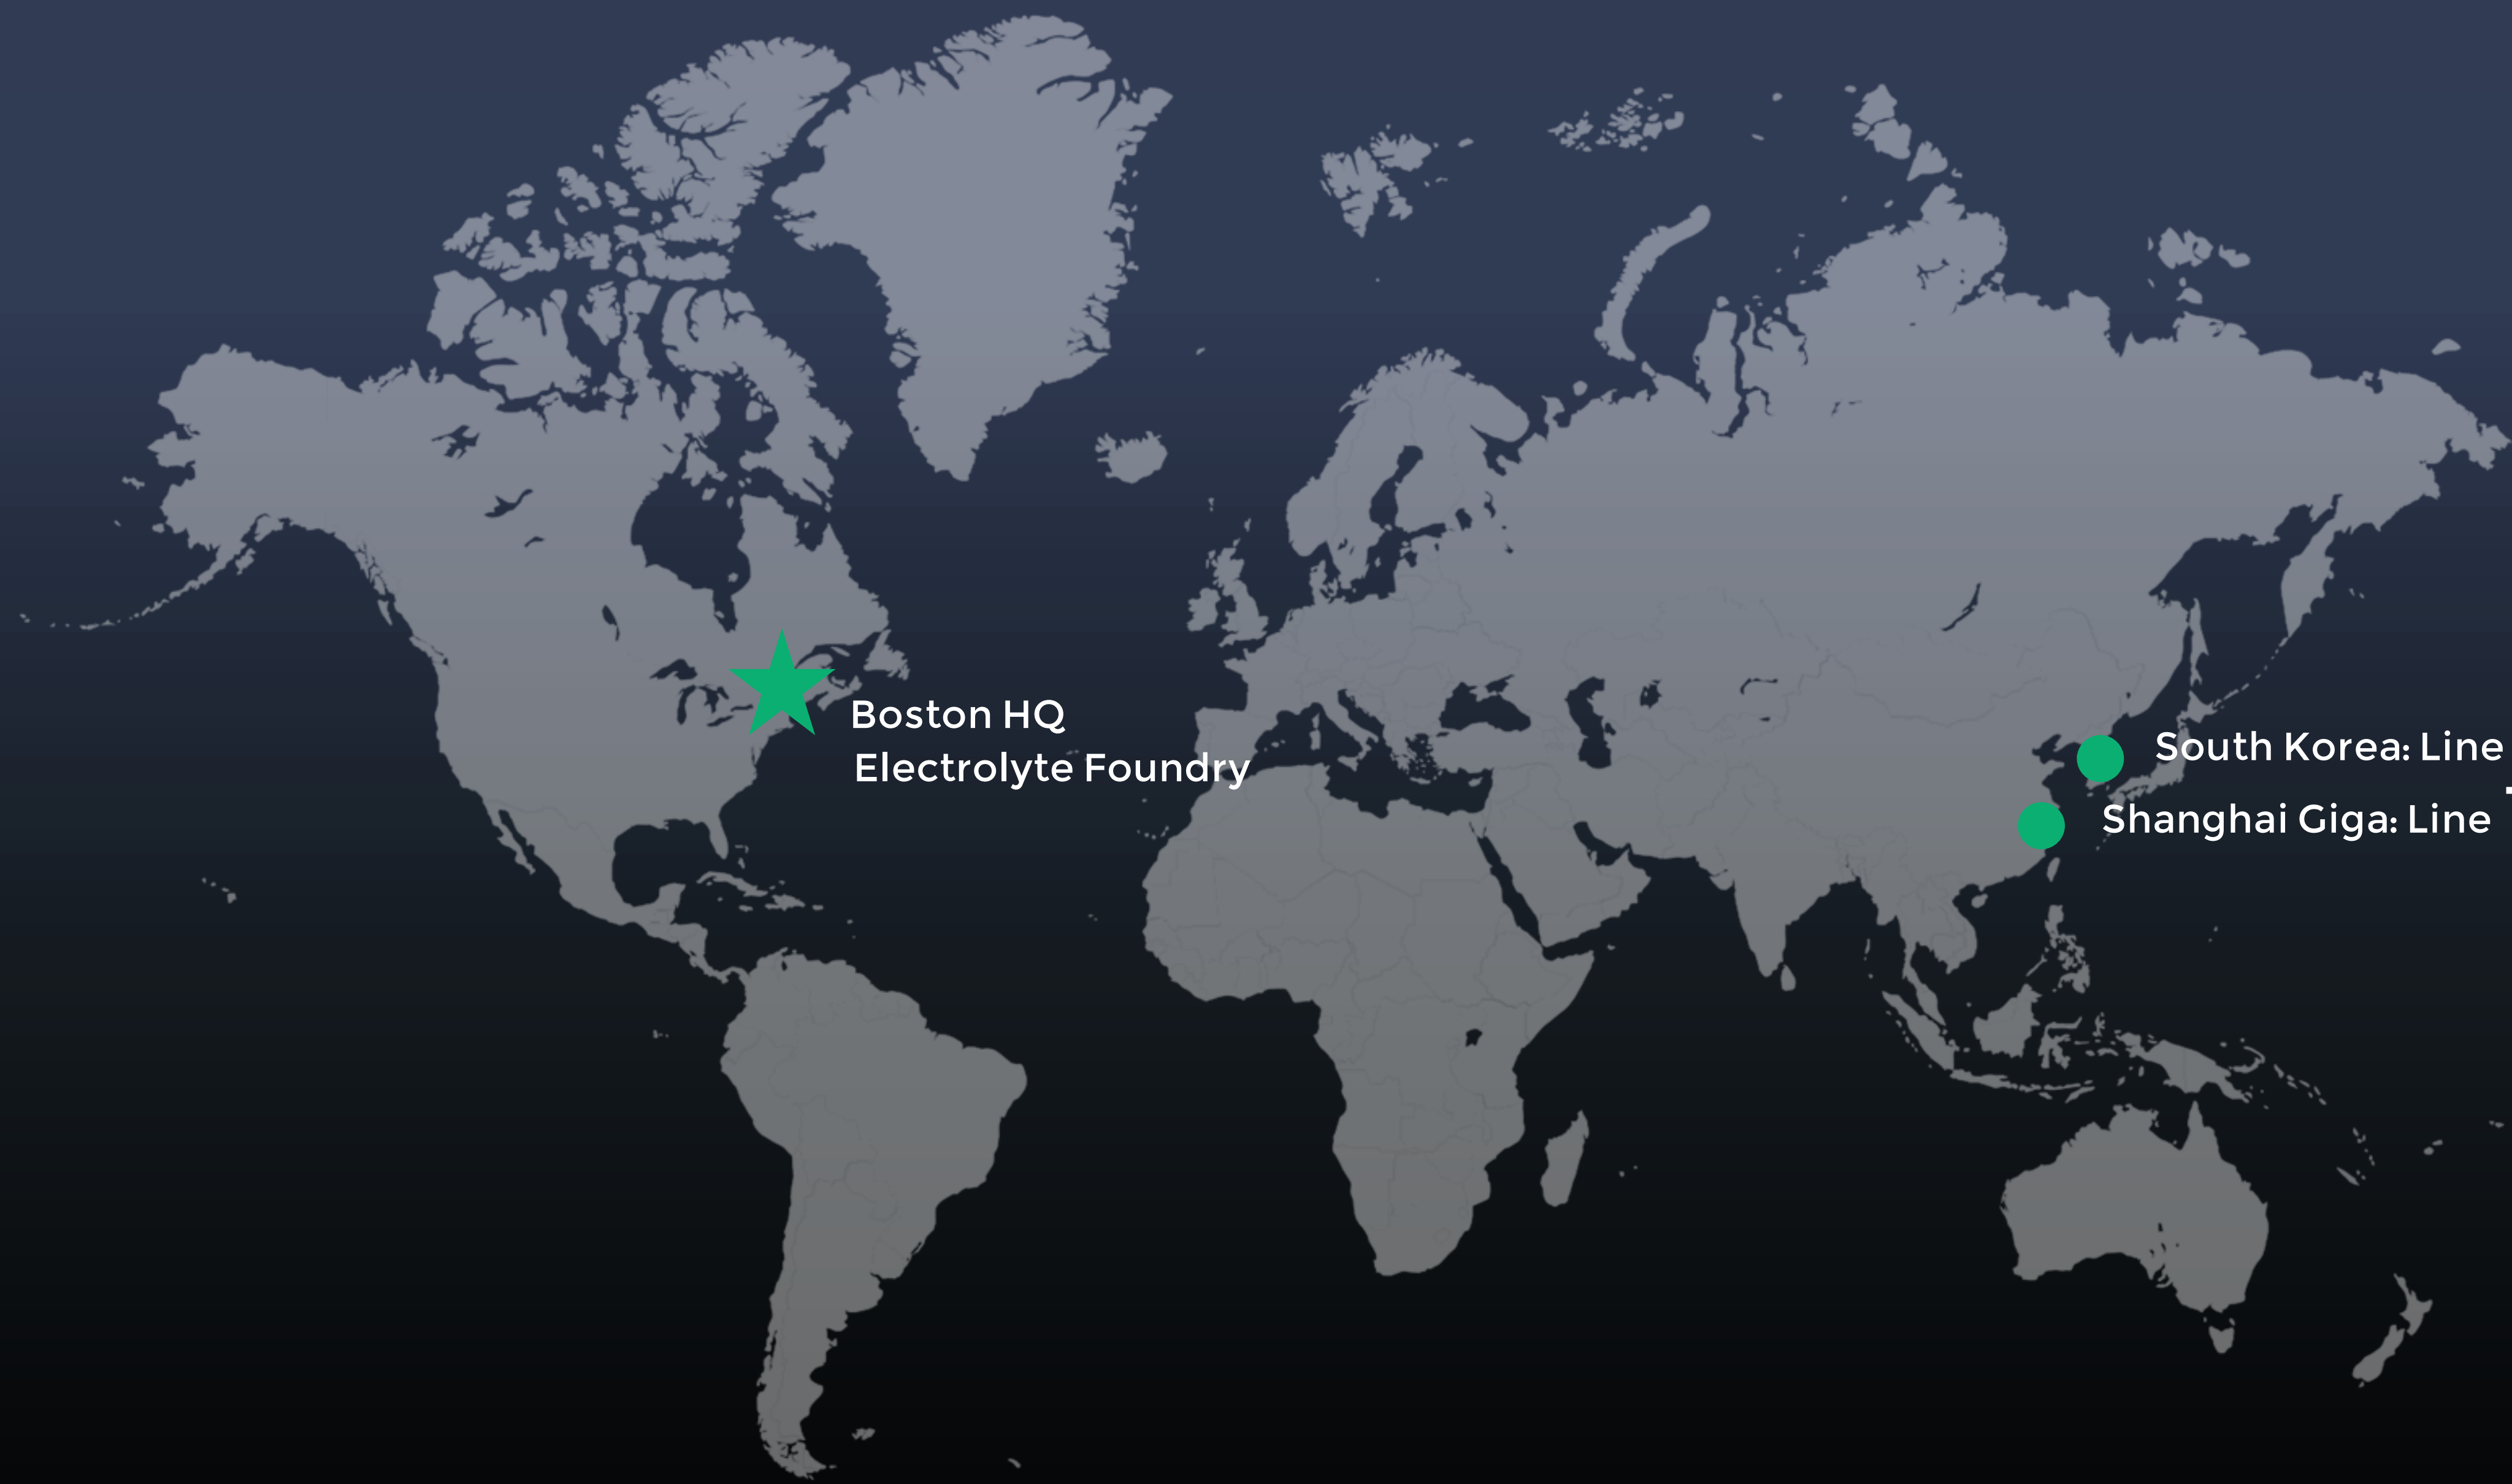 Boston HQ
Electrolyte Foundry
South Korea: Line
Shanghai Giga: Line